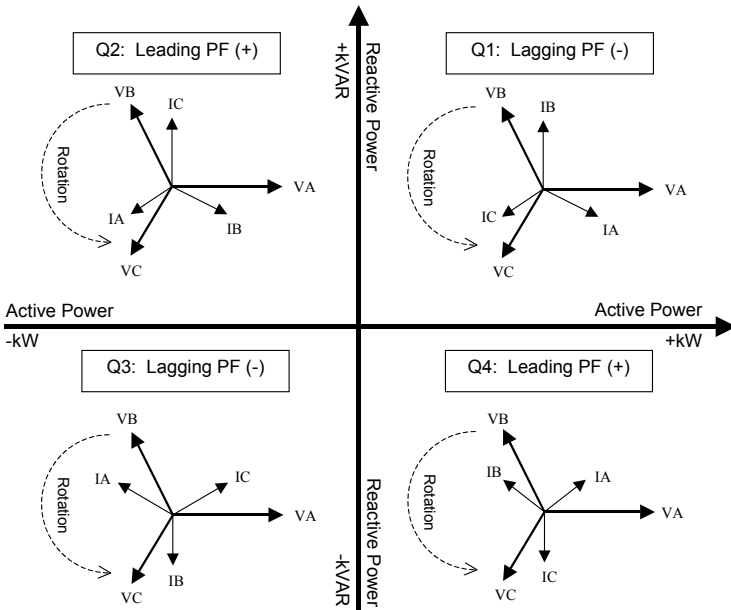 Q2: Leading PF (+)
VB
IC
Rotation
VA
IA
IB
VC
+kVAR
Reactive Power
Q1: Lagging PF (-)
VB
IB
Rotation
VA
IC
IA
VC
Active Power
-kW
Active Power
+kW
Q3: Lagging PF (-)
VB
IA
IC
Rotation
VA
IB
VC
-kVAR
Reactive Power
Q4: Leading PF (+)
VB
IB
IA
Rotation
VA
IC
VC